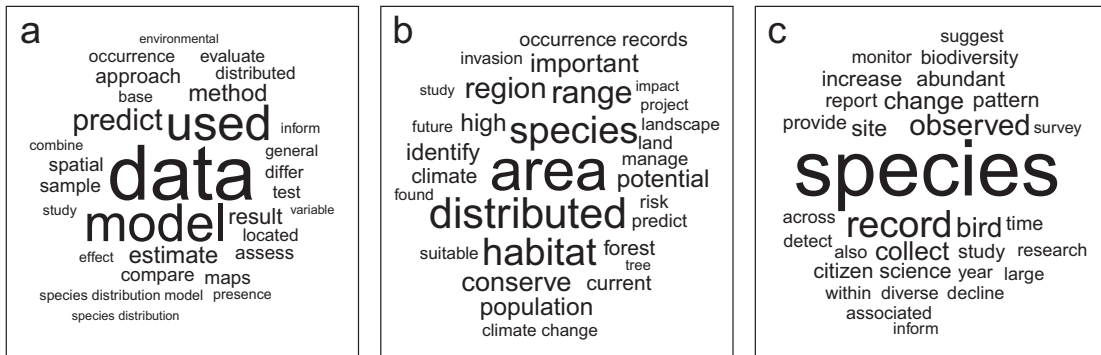 a
environmental
occurrence evaluate
approach distributed
base method
predict used inform
combine general
spatial data differ
sample test
study model result variable
located
effect estimate assess
compare maps
species distribution model presence
species distribution
b
occurrence records
invasion important
study region range impact
project
future high species landscape
land
identify area manage
climate potential
found distributed risk
predict
suitable habitat forest
tree
conserve current
population
climate change
c
suggest
monitor biodiversity
increase abundant
report change pattern
provide site observed survey
species
across record bird time
detect also collect study research
citizen science year large
within diverse decline
associated
inform